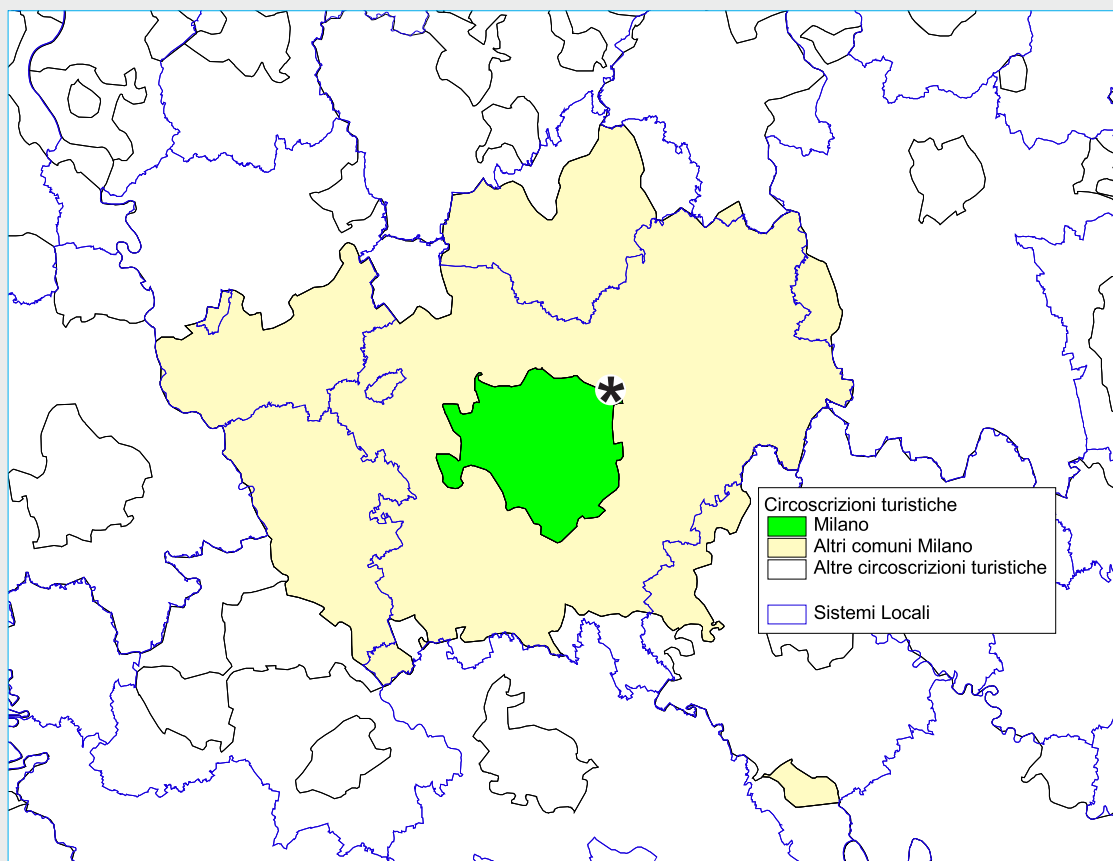 *
Circoscrizioni turistiche
Milano
Altri comuni Milano
Altre circoscrizioni turistiche
Sistemi Locali